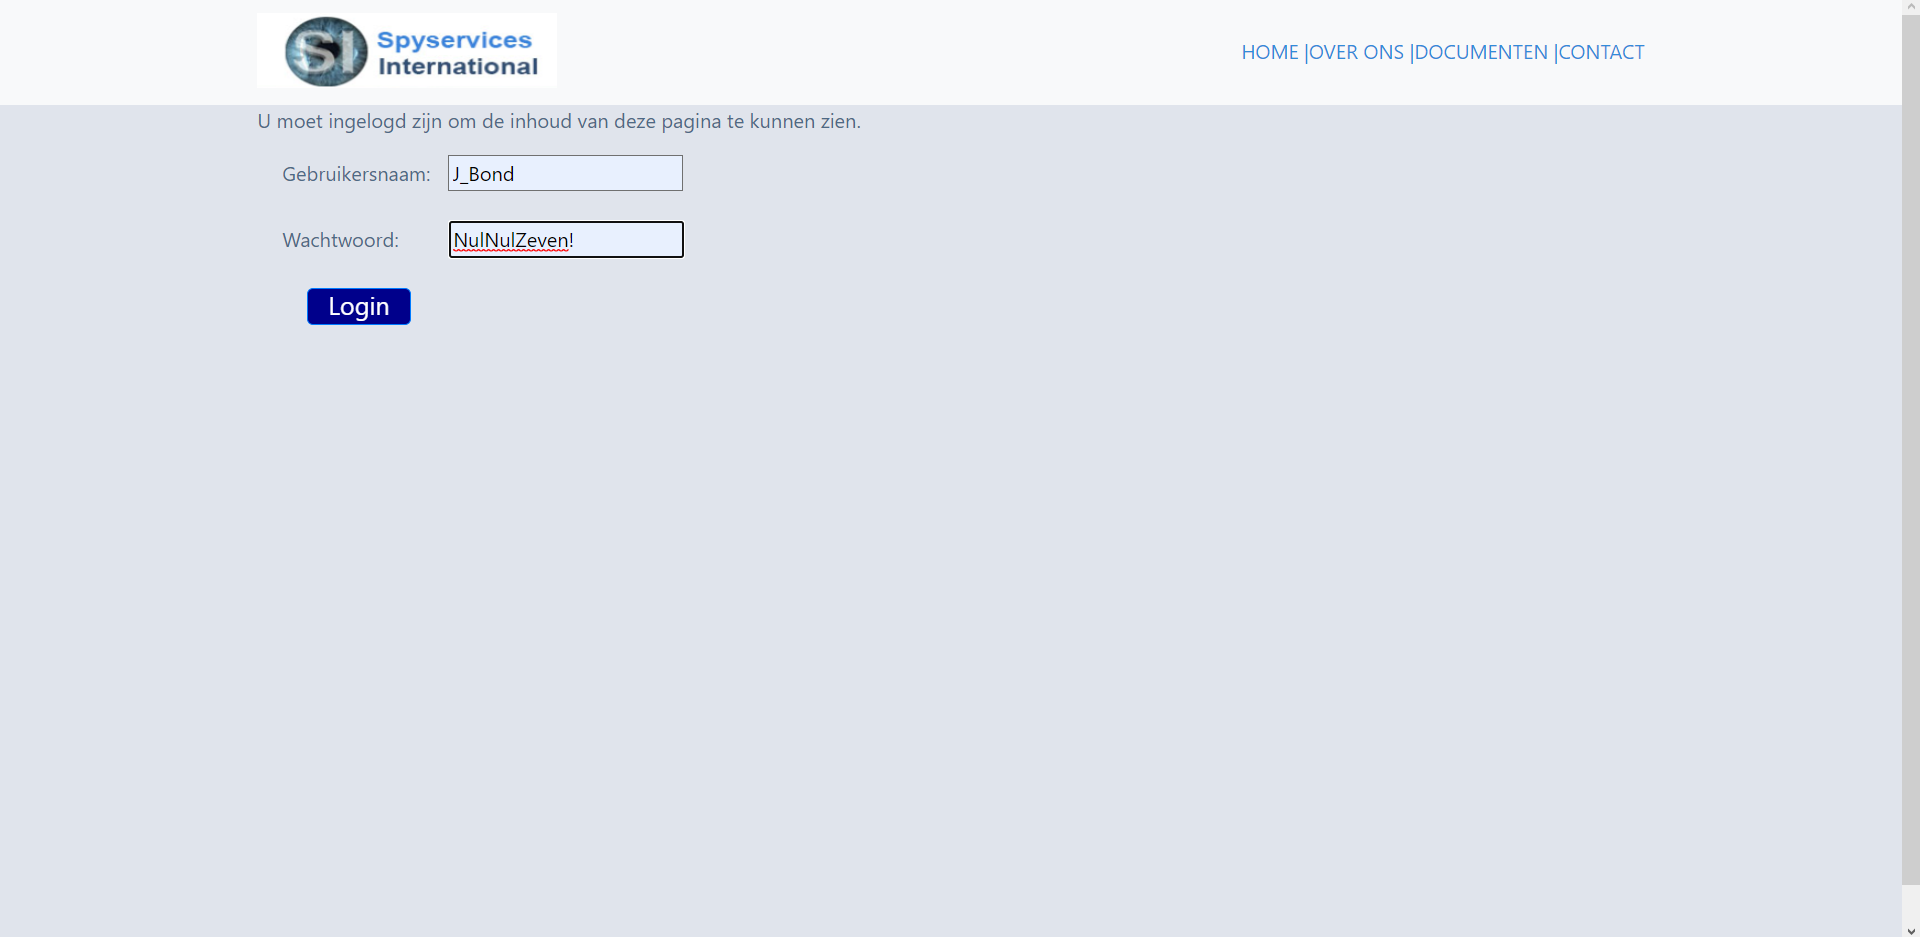 SI Spyservices
International
HOME |OVER ONS |DOCUMENTEN |CONTACT
U moet ingelogd zijn om de inhoud van deze pagina te kunnen zien.
Gebruikersnaam: J_Bond
Wachtwoord: NulNulZeven!
Login